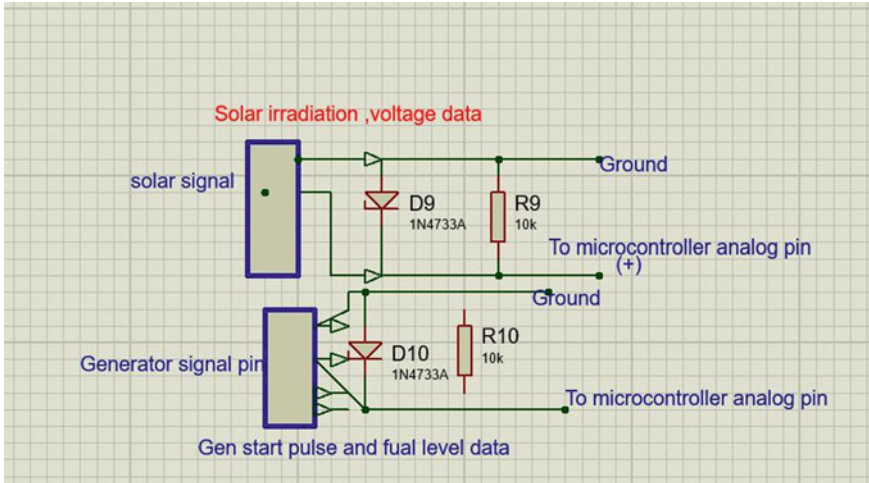 Solar irradiation ,voltage data
solar signal
Ground
D9
1N4733A
R9
10k
To microcontroller analog pin
(+)
Ground
Generator signal pin
D10
1N4733A
R10
10k
To microcontroller analog pin
Gen start pulse and fual level data